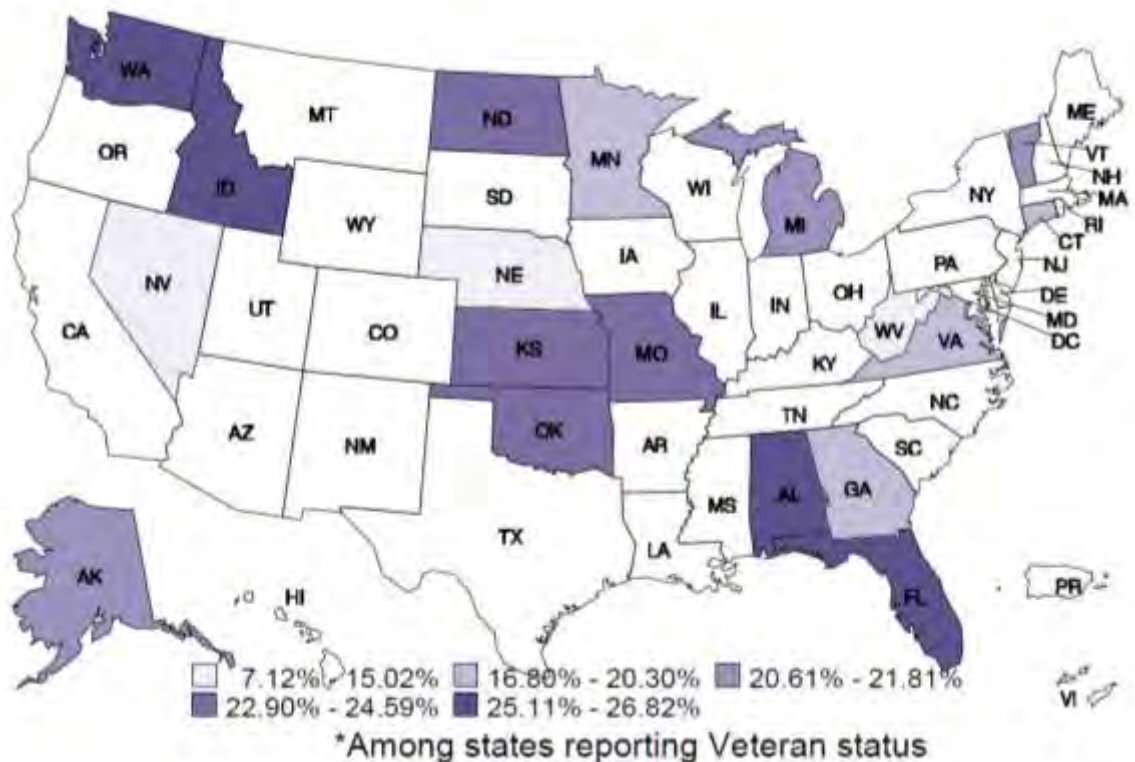 WA
MT
ND
MN
ME
VT
NH
MA
RI
CT
OR
ID
WY
SD
WI
MI
NY
NV
NE
IA
PA
NJ
DE
MD
DC
CA
UT
CO
KS
MO
IL
IN
OH
WV
VA
KY
AZ
NM
OK
AR
TN
NC
SC
TX
LA
MS
AL
GA
AK
HI
FL
PR
VI
7.12% - 15.02% 16.80% - 20.30% 20.61% - 21.81%
22.90% - 24.59% 25.11% - 26.82%
*Among states reporting Veteran status